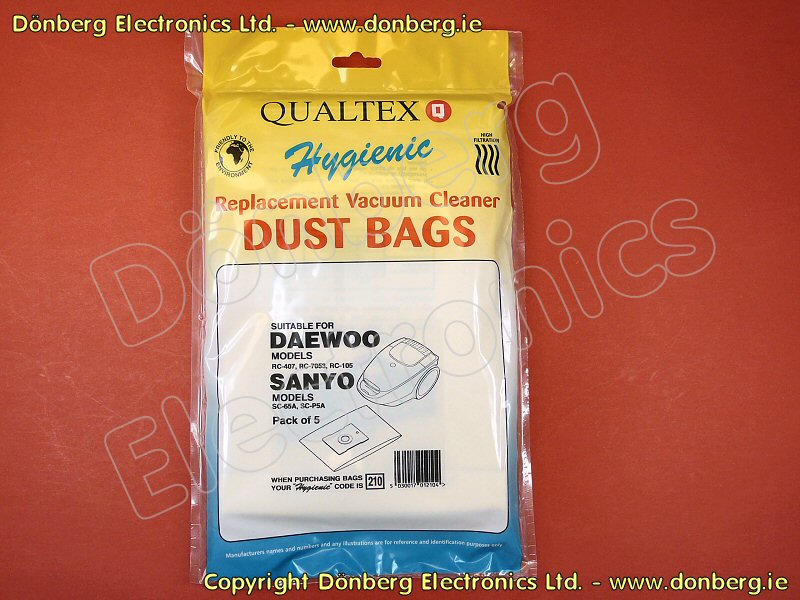 Dönberg Electronics Ltd. - www.donberg.ie
QUALTEX Q
FRIENDLY TO THE ENVIRONMENT
Hygienic
HIGH
FILTRATION
Replacement Vacuum Cleaner
DUST BAGS
Dönberg
Electronics
SUITABLE FOR
DAEWOO
MODELS
RC-407, RC-7053, RC-105
SANYO
MODELS
SC-65A, SC-P5A
Pack of 5
WHEN PURCHASING BAGS
YOUR "Hygienic" CODE IS 210
5 030017 012104 >
Manufacturers names and numbers and any illustrations are for reference and identification purposes only
Copyright Dönberg Electronics Ltd. - www.donberg.ie